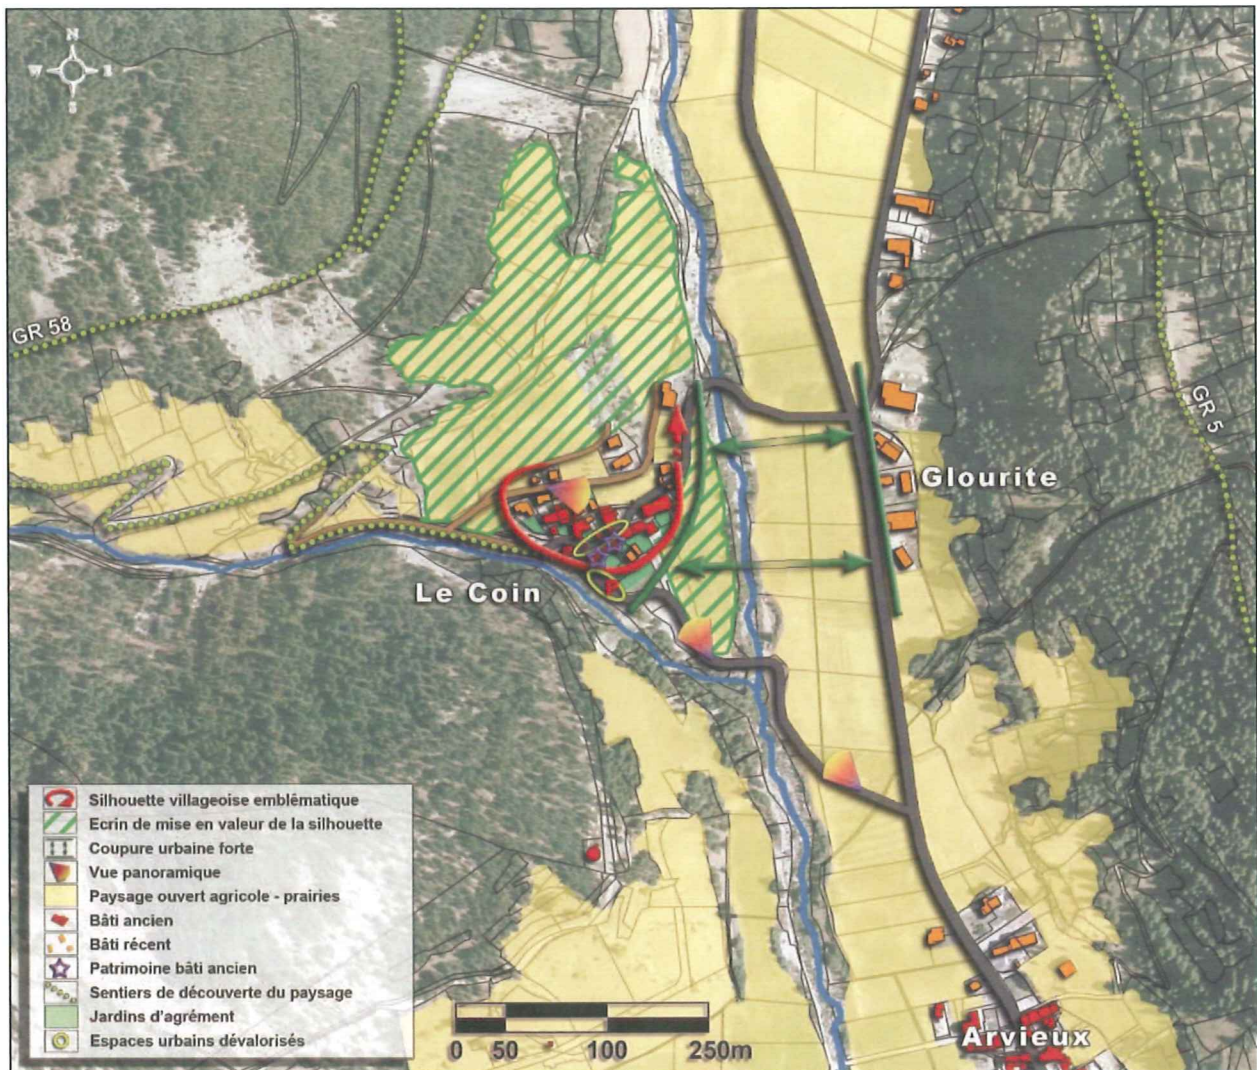 N
W
E
S
GR 58
GR 5
Glourite
Le Coin
Silhouette villageoise emblématique
Ecrin de mise en valeur de la silhouette
Coupure urbaine forte
Vue panoramique
Paysage ouvert agricole - prairies
Bâti ancien
Bâti récent
Patrimoine bâti ancien
Sentiers de découverte du paysage
Jardins d'agrément
Espaces urbains dévalorisés
0 50 100 250m
Arvieux